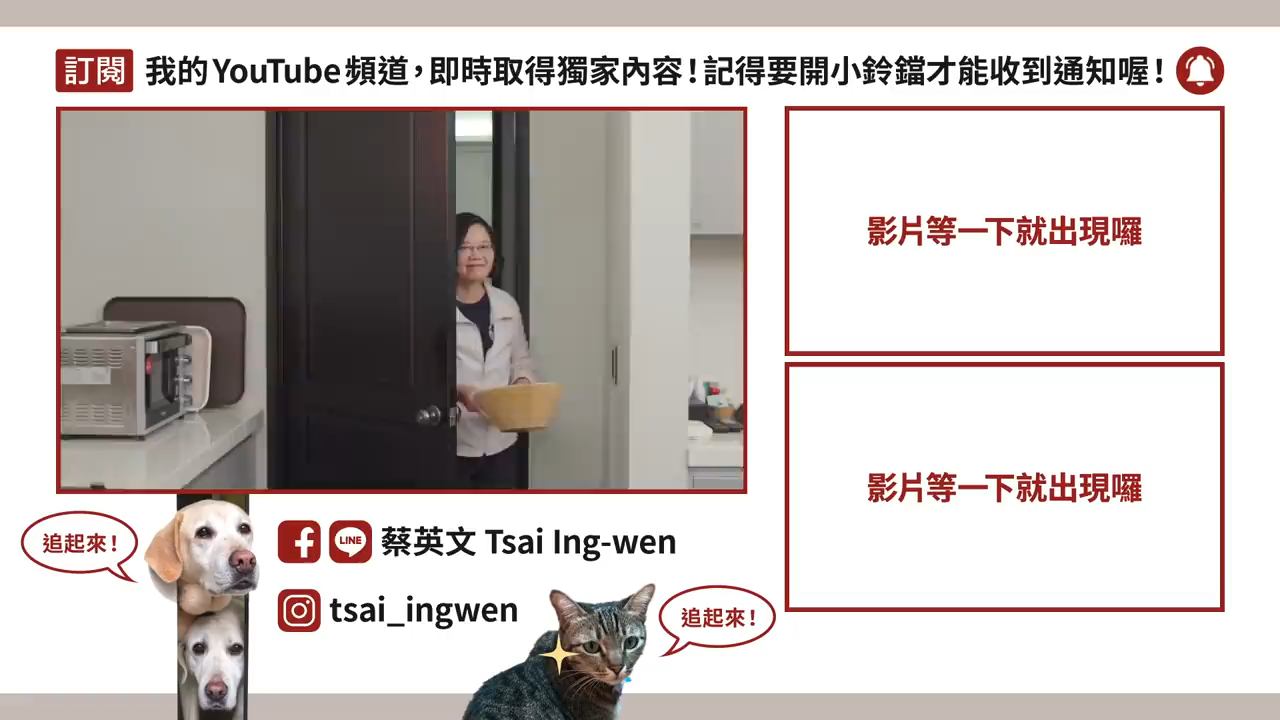 訂閱 我的YouTube頻道，即時取得獨家內容！記得要開小鈴鐺才能收到通知喔！
影片等一下就出現囉
影片等一下就出現囉
追起來！
LINE 蔡英文 Tsai Ing-wen
tsai_ingwen
追起來！